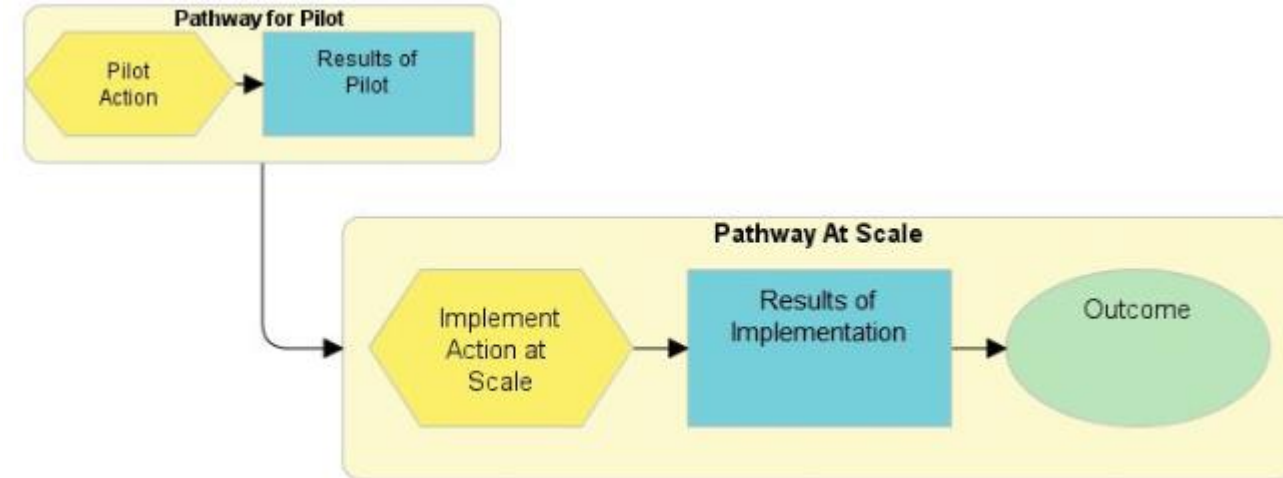 Pathway for Pilot
Pilot
Action
Results of
Pilot
Pathway At Scale
Implement
Action at
Scale
Results of
Implementation
Outcome